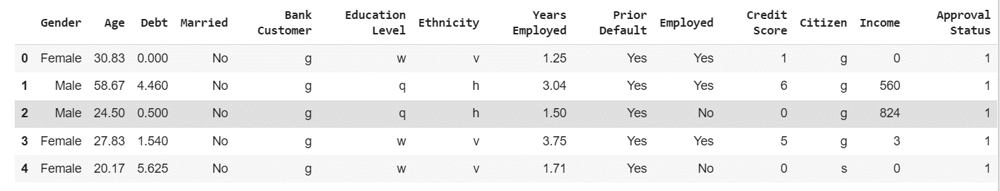 Gender Age Debt Married Bank Customer Education Level Ethnicity Years Employed Prior Default Employed Credit Score Citizen Income Approval Status
0 Female 30.83 0.000 No g w v 1.25 Yes Yes 1 g 0 1
1 Male 58.67 4.460 No g q h 3.04 Yes Yes 6 g 560 1
2 Male 24.50 0.500 No g q h 1.50 Yes No 0 g 824 1
3 Female 27.83 1.540 No g w v 3.75 Yes Yes 5 g 3 1
4 Female 20.17 5.625 No g w v 1.71 Yes No 0 s 0 1